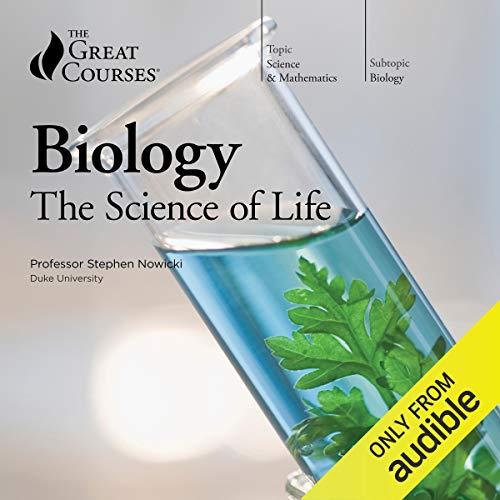 THE
GREAT
COURSES®
Topic
Science
& Mathematics
Subtopic
Biology
Biology
The Science of Life
Professor Stephen Nowicki
Duke University
ONLY FROM
audible